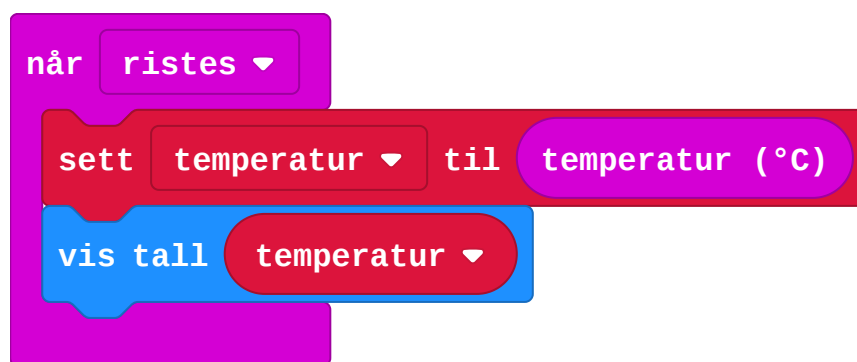 når ristes
sett temperatur til temperatur (°C)
vis tall temperatur